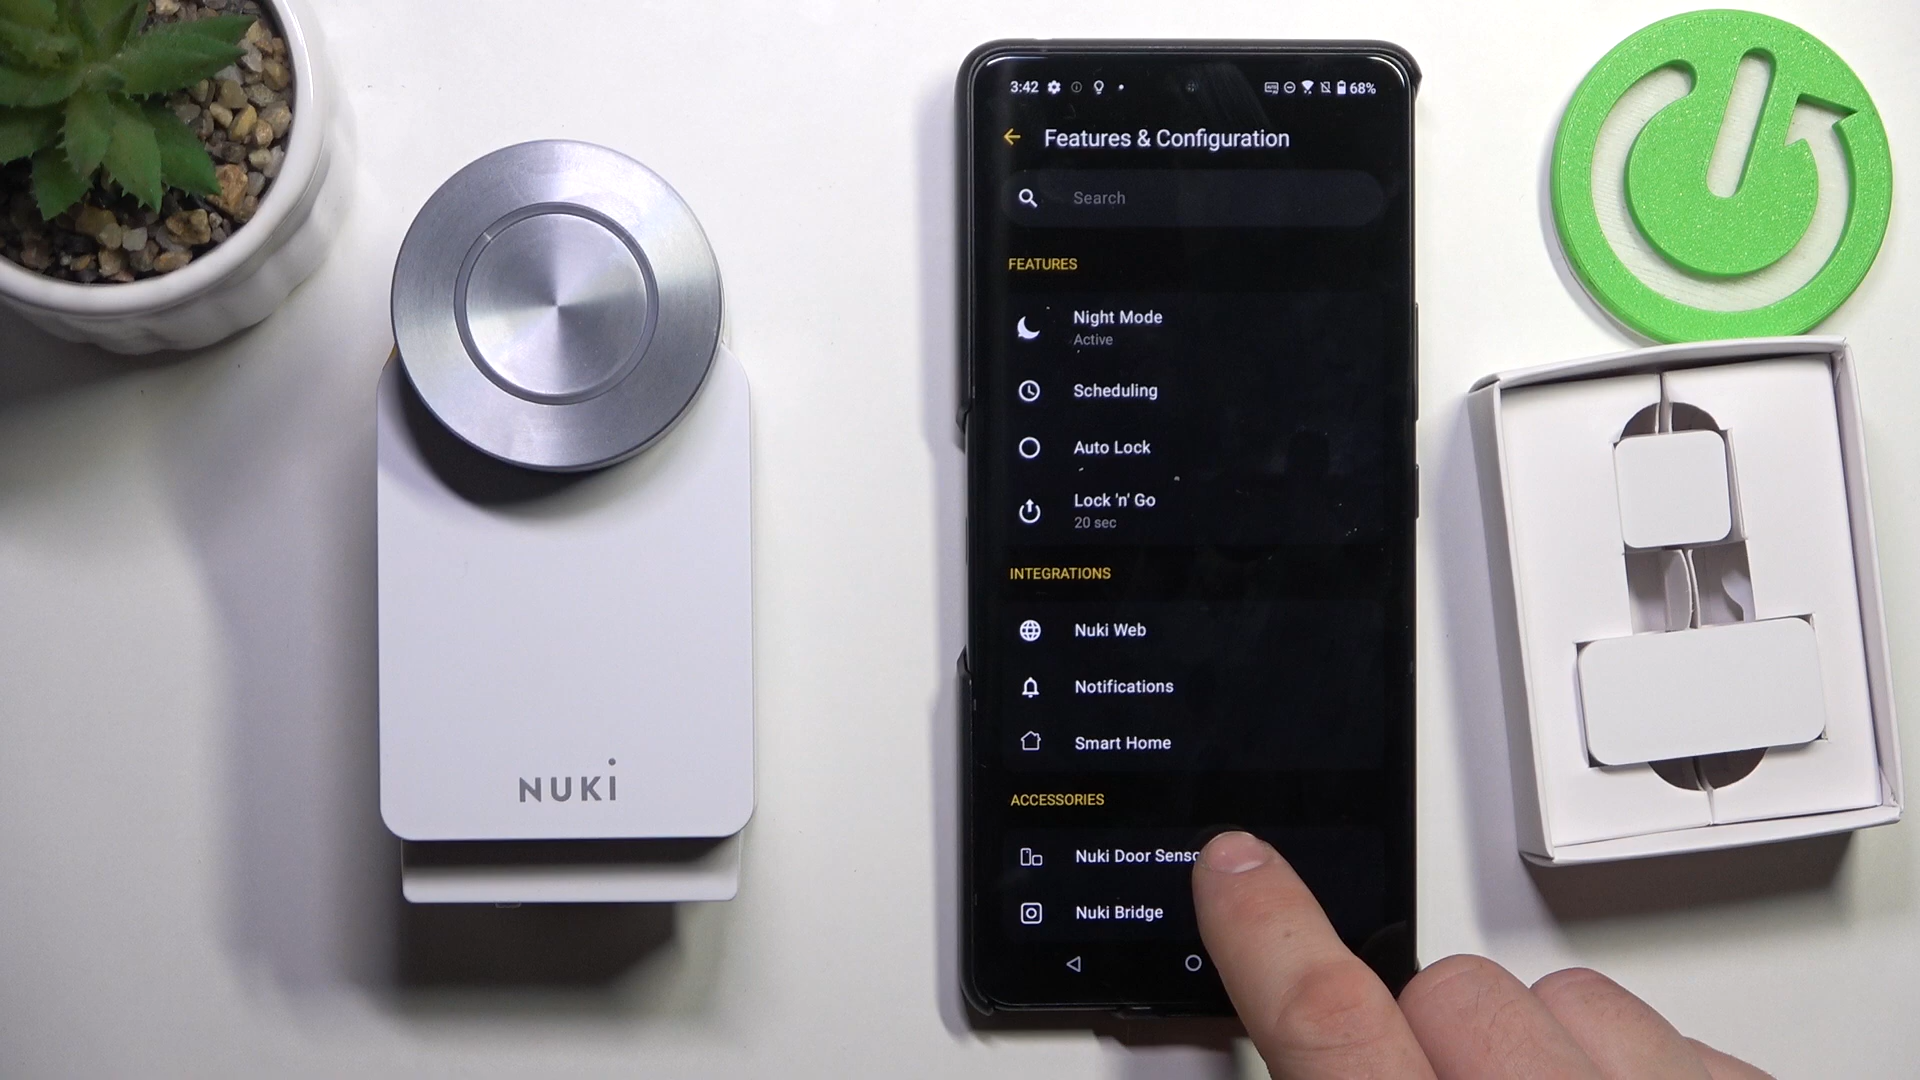 3:42
68%
Features & Configuration
Search
FEATURES
Night Mode
Active
Scheduling
Auto Lock
Lock 'n' Go
20 sec
INTEGRATIONS
Nuki Web
Notifications
Smart Home
ACCESSORIES
Nuki Door Senso
Nuki Bridge
NUKI